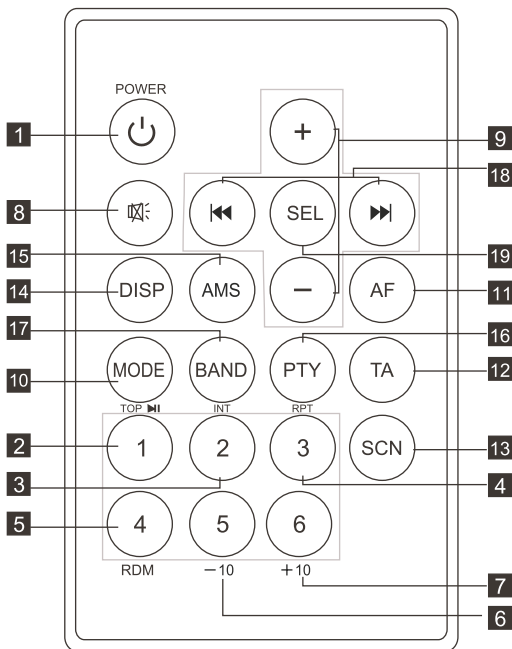 POWER
1
+
9
18
8
SEL
15
19
14
DISP
AMS
−
AF
11
17
16
10
MODE
BAND
PTY
TA
12
TOP INT RPT
2
1
2
3
SCN
13
3
4
5
4
5
6
RDM
−10
+10
7
6